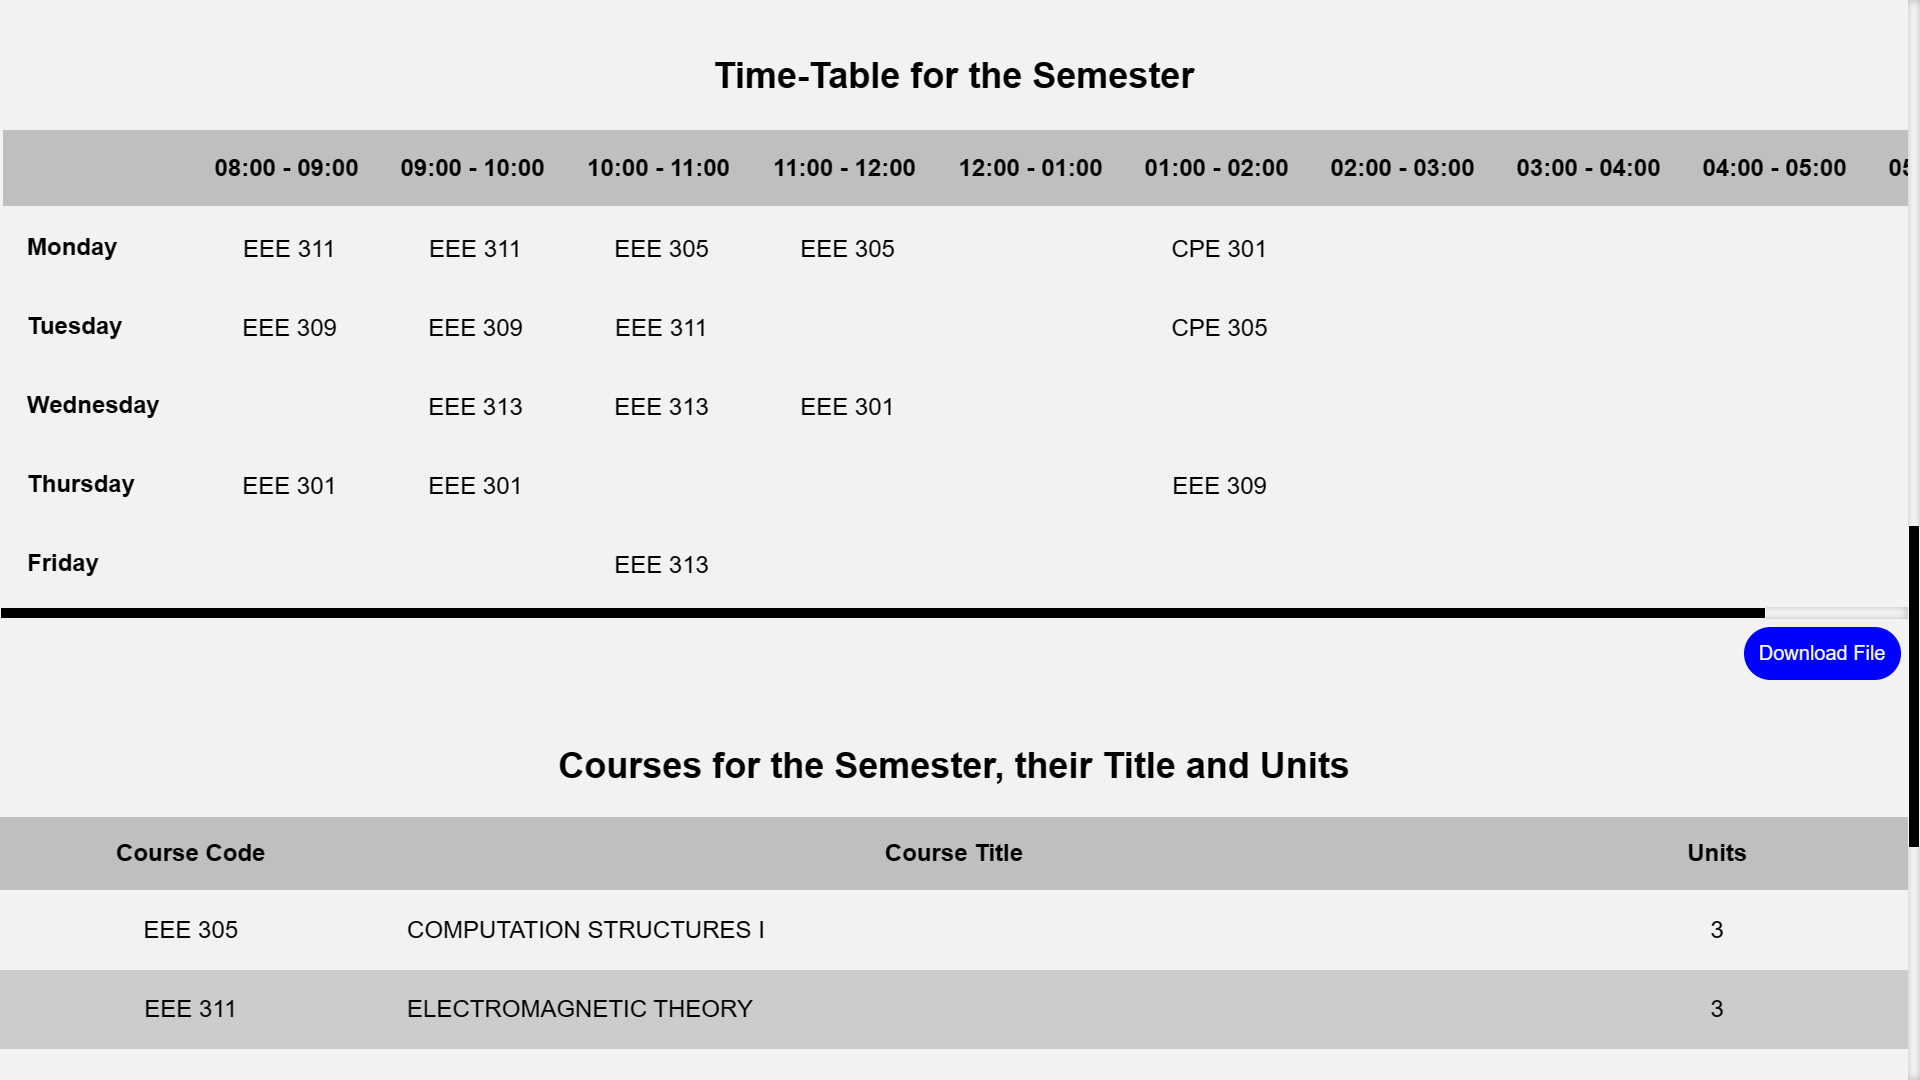 Time-Table for the Semester
08:00 - 09:00 09:00 - 10:00 10:00 - 11:00 11:00 - 12:00 12:00 - 01:00 01:00 - 02:00 02:00 - 03:00 03:00 - 04:00 04:00 - 05:00
Monday EEE 311 EEE 311 EEE 305 EEE 305 CPE 301
Tuesday EEE 309 EEE 309 EEE 311 CPE 305
Wednesday EEE 313 EEE 313 EEE 301
Thursday EEE 301 EEE 301 EEE 309
Friday EEE 313
Download File
Courses for the Semester, their Title and Units
Course Code Course Title Units
EEE 305 COMPUTATION STRUCTURES I 3
EEE 311 ELECTROMAGNETIC THEORY 3